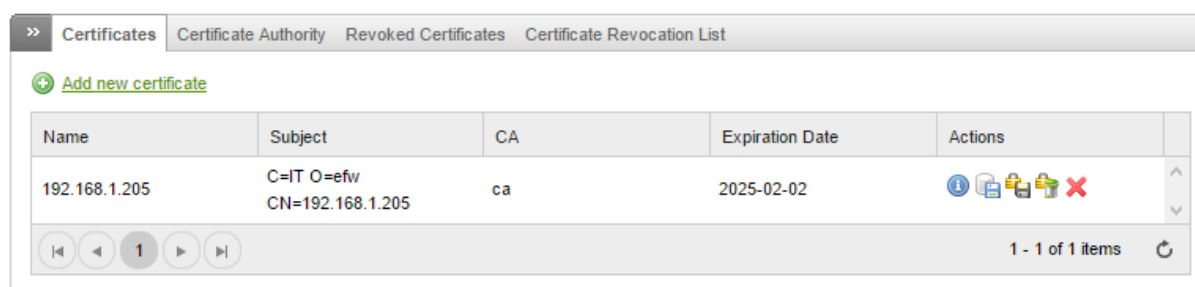 Certificates Certificate Authority Revoked Certificates Certificate Revocation List
Add new certificate
Name Subject CA Expiration Date Actions
192.168.1.205 C=IT O=efw CN=192.168.1.205 ca 2025-02-02
1 1 - 1 of 1 items